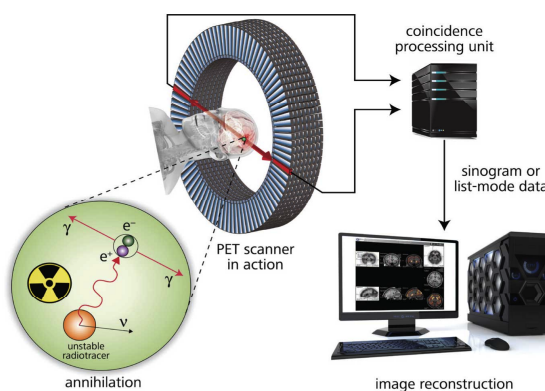 coincidence
processing unit
sinogram or
list-mode data
PET scanner
in action
γ
e⁻
e⁺
γ
ν
unstable
radiotracer
annihilation
image reconstruction